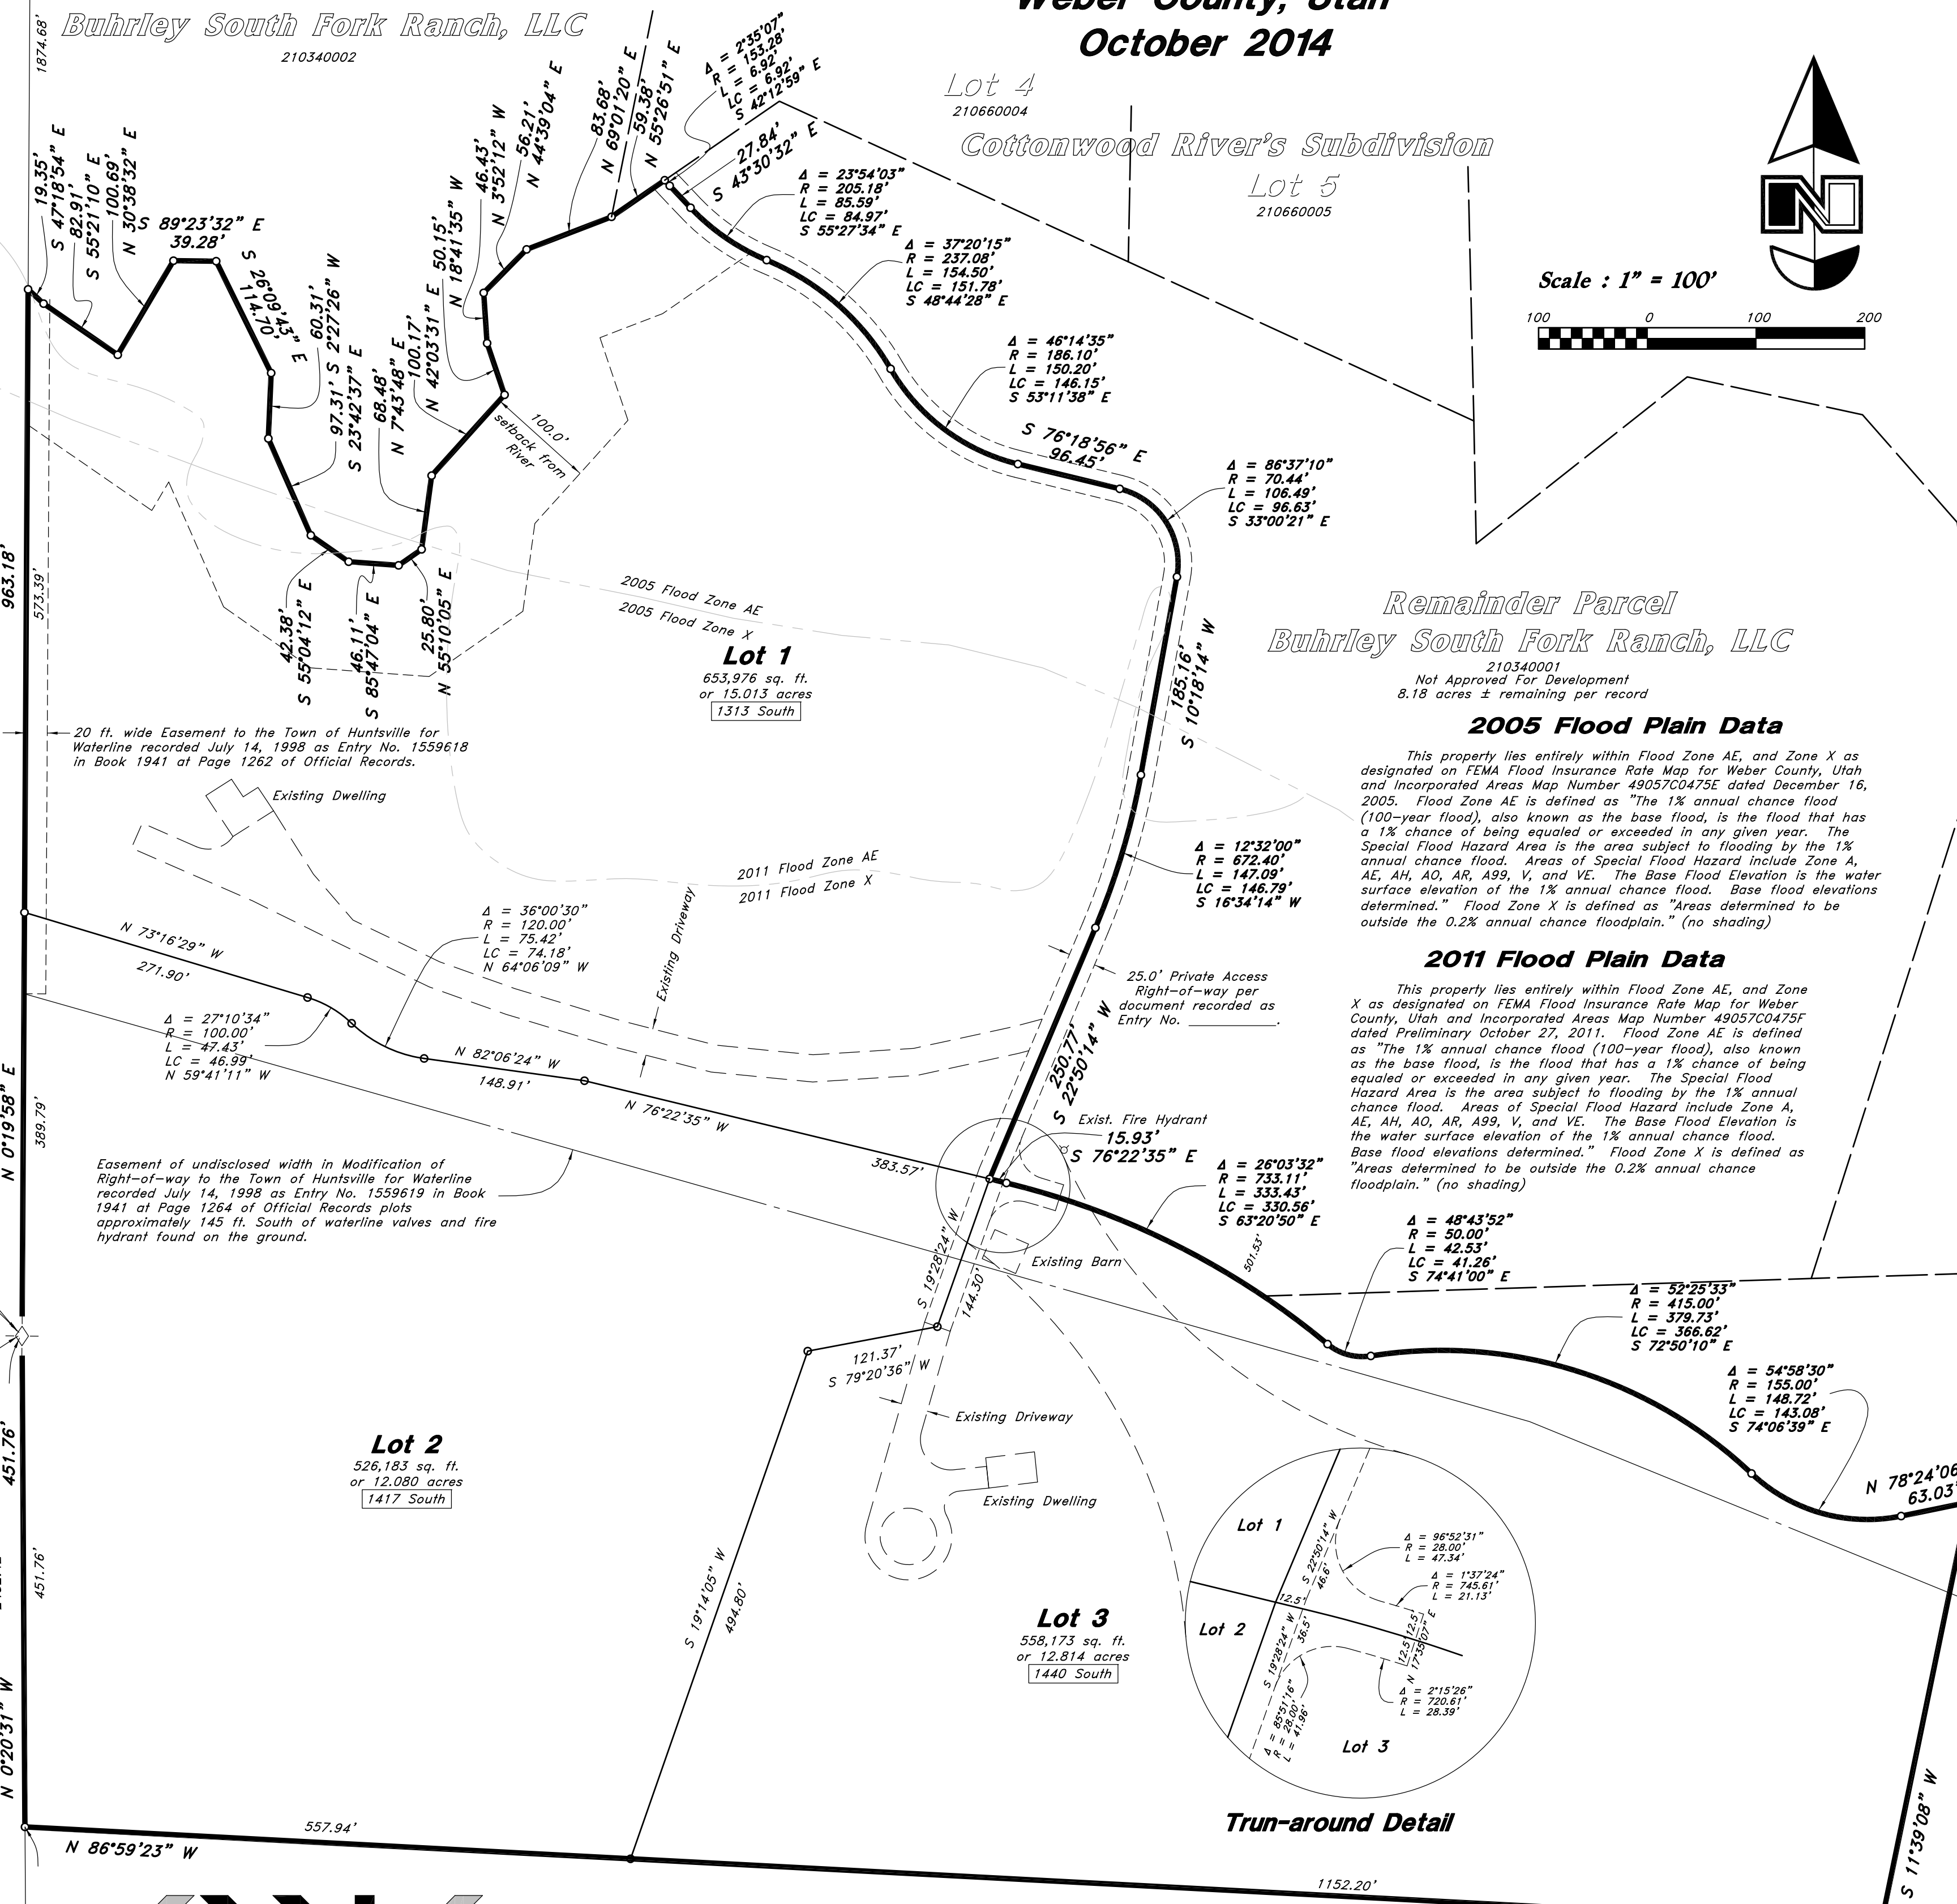 Weber County, Utah
October 2014
Buhrley South Fork Ranch, LLC
210340002
1874.68'
Lot 4
210660004
Cottonwood River's Subdivision
Lot 5
210660005
Scale : 1" = 100'
100 0 100 200
19.35'
S 47°18'54" E
82.91'
S 55°21'10" E
100.69'
N 30°38'32" E
S 89°23'32" E
39.28'
S 26°09'43" E
114.70'
60.31'
S 2°27'26" W
97.31'
S 23°42'37" E
42.38'
S 55°04'12" E
46.11'
S 85°47'04" E
25.80'
N 55°10'05" E
68.48'
N 7°43'48" E
100.17'
N 42°03'31" E
50.15'
N 18°41'35" W
46.43'
N 3°52'12" W
56.21'
N 44°39'04" E
83.68'
N 69°01'20" E
59.38'
N 55°26'51" E
Δ = 2°35'07"
R = 153.28'
L = 6.92'
LC = 6.92'
S 42°12'59" E
27.84'
S 43°30'32" E
Δ = 23°54'03"
R = 205.18'
L = 85.59'
LC = 84.97'
S 55°27'34" E
Δ = 37°20'15"
R = 237.08'
L = 154.50'
LC = 151.78'
S 48°44'28" E
Δ = 46°14'35"
R = 186.10'
L = 150.20'
LC = 146.15'
S 53°11'38" E
S 76°18'56" E
96.45'
Δ = 86°37'10"
R = 70.44'
L = 106.49'
LC = 96.63'
S 33°00'21" E
100.0'
setback from
River
963.18'
573.39'
2005 Flood Zone AE
2005 Flood Zone X
Lot 1
653,976 sq. ft.
or 15.013 acres
1313 South
185.16'
S 10°18'14" W
Remainder Parcel
Buhrley South Fork Ranch, LLC
210340001
Not Approved For Development
8.18 acres ± remaining per record
2005 Flood Plain Data
This property lies entirely within Flood Zone AE, and Zone X as
designated on FEMA Flood Insurance Rate Map for Weber County, Utah
and Incorporated Areas Map Number 49057C0475E dated December 16,
2005. Flood Zone AE is defined as "The 1% annual chance flood
(100-year flood), also known as the base flood, is the flood that has
a 1% chance of being equaled or exceeded in any given year. The
Special Flood Hazard Area is the area subject to flooding by the 1%
annual chance flood. Areas of Special Flood Hazard include Zone A,
AE, AH, AO, AR, A99, V, and VE. The Base Flood Elevation is the water
surface elevation of the 1% annual chance flood. Base flood elevations
determined." Flood Zone X is defined as "Areas determined to be
outside the 0.2% annual chance floodplain." (no shading)
2011 Flood Plain Data
This property lies entirely within Flood Zone AE, and Zone
X as designated on FEMA Flood Insurance Rate Map for Weber
County, Utah and Incorporated Areas Map Number 49057C0475F
dated Preliminary October 27, 2011. Flood Zone AE is defined
as "The 1% annual chance flood (100-year flood), also known
as the base flood, is the flood that has a 1% chance of being
equaled or exceeded in any given year. The Special Flood
Hazard Area is the area subject to flooding by the 1% annual
chance flood. Areas of Special Flood Hazard include Zone A,
AE, AH, AO, AR, A99, V, and VE. The Base Flood Elevation is
the water surface elevation of the 1% annual chance flood.
Base flood elevations determined." Flood Zone X is defined as
"Areas determined to be outside the 0.2% annual chance
floodplain." (no shading)
20 ft. wide Easement to the Town of Huntsville for
Waterline recorded July 14, 1998 as Entry No. 1559618
in Book 1941 at Page 1262 of Official Records.
Existing Dwelling
2011 Flood Zone AE
2011 Flood Zone X
Existing Driveway
Δ = 12°32'00"
R = 672.40'
L = 147.09'
LC = 146.79'
S 16°34'14" W
25.0' Private Access
Right-of-way per
document recorded as
Entry No. __________.
250.77'
S 22°50'14" W
N 73°16'29" W
271.90'
Δ = 36°00'30"
R = 120.00'
L = 75.42'
LC = 74.18'
N 64°06'09" W
Δ = 27°10'34"
R = 100.00'
L = 47.43'
LC = 46.99'
N 59°41'11" W
N 82°06'24" W
148.91'
N 76°22'35" W
383.57'
N 0°19'58" E
389.79'
Easement of undisclosed width in Modification of
Right-of-way to the Town of Huntsville for Waterline
recorded July 14, 1998 as Entry No. 1559619 in Book
1941 at Page 1264 of Official Records plots
approximately 145 ft. South of waterline valves and fire
hydrant found on the ground.
Exist. Fire Hydrant
15.93'
S 76°22'35" E
Δ = 26°03'32"
R = 733.11'
L = 333.43'
LC = 330.56'
S 63°20'50" E
501.53'
Δ = 48°43'52"
R = 50.00'
L = 42.53'
LC = 41.26'
S 74°41'00" E
Δ = 52°25'33"
R = 415.00'
L = 379.73'
LC = 366.62'
S 72°50'10" E
Δ = 54°58'30"
R = 155.00'
L = 148.72'
LC = 143.08'
S 74°06'39" E
N 78°24'06
63.03'
Existing Barn
S 19°28'24" W
144.30'
121.37'
S 79°20'36" W
Existing Driveway
Existing Dwelling
Lot 2
526,183 sq. ft.
or 12.080 acres
1417 South
451.76'
451.76'
N 0°20'31" W
S 19°14'05" W
494.80'
Lot 3
558,173 sq. ft.
or 12.814 acres
1440 South
Lot 1
Lot 2
Lot 3
S 22°50'14" W
46.6'
12.5'
S 19°28'24" W
36.5'
Δ = 96°52'31"
R = 28.00'
L = 47.34'
Δ = 1°37'24"
R = 745.61'
L = 21.13'
12.5' 12.5'
N 17°35'07" E
Δ = 2°15'26"
R = 720.61'
L = 28.39'
Δ = 85°51'16"
R = 28.00'
L = 41.96'
Trun-around Detail
557.94'
N 86°59'23" W
1152.20'
S 11°39'08" W